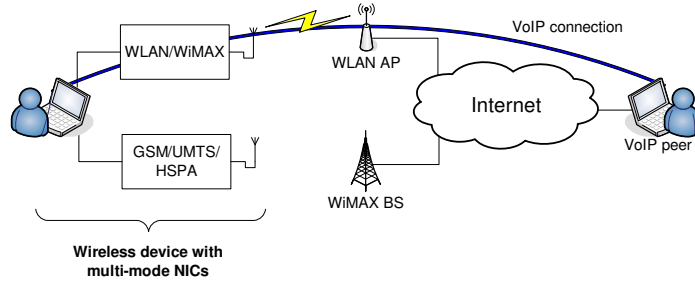 VoIP connection
WLAN/WiMAX
WLAN AP
Internet
GSM/UMTS/
HSPA
VoIP peer
WiMAX BS
Wireless device with
multi-mode NICs